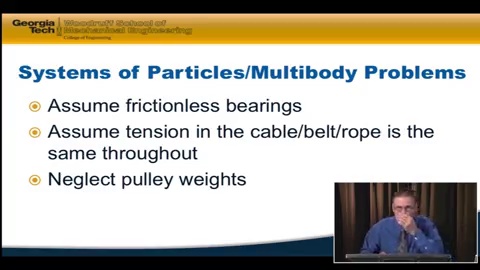 Georgia Tech
Woodruff School of
Mechanical Engineering
College of Engineering
Systems of Particles/Multibody Problems
Assume frictionless bearings
Assume tension in the cable/belt/rope is the
same throughout
Neglect pulley weights